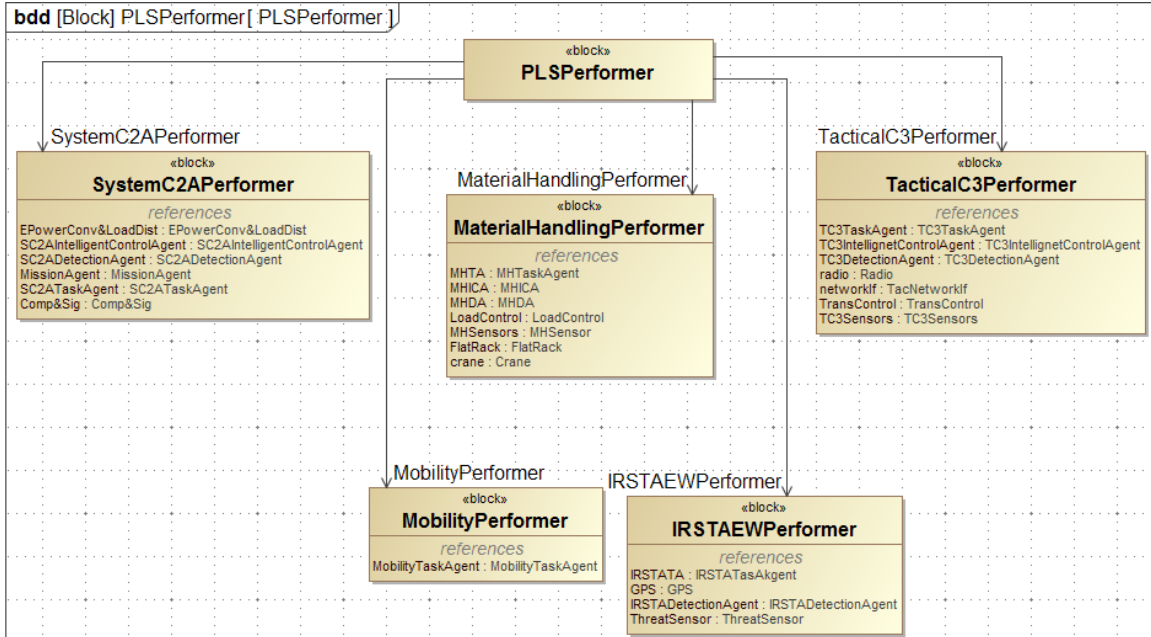 bdd [Block] PLSPerformer[ PLSPerformer ]
«block»
PLSPerformer
SystemC2APerformer
«block»
SystemC2APerformer
references
EPowerConv&LoadDist : EPowerConv&LoadDist
SC2AIntelligentControlAgent : SC2AIntelligentControlAgent
SC2ADetectionAgent : SC2ADetectionAgent
MissionAgent : MissionAgent
SC2ATaskAgent : SC2ATaskAgent
Comp&Sig : Comp&Sig
MaterialHandlingPerformer
«block»
MaterialHandlingPerformer
references
MHTA : MHTaskAgent
MHICA : MHICA
MHDA : MHDA
LoadControl : LoadControl
MHSensors : MHSensor
FlatRack : FlatRack
crane : Crane
TacticalC3Performer
«block»
TacticalC3Performer
references
TC3TaskAgent : TC3TaskAgent
TC3IntellignetControlAgent : TC3IntellignetControlAgent
TC3DetectionAgent : TC3DetectionAgent
radio : Radio
networkIf : TacNetworkIf
TransControl : TransControl
TC3Sensors : TC3Sensors
MobilityPerformer
«block»
MobilityPerformer
references
MobilityTaskAgent : MobilityTaskAgent
IRSTAEWPerformer
«block»
IRSTAEWPerformer
references
IRSTATA : IRSTATasAkgent
GPS : GPS
IRSTADetectionAgent : IRSTADetectionAgent
ThreatSensor : ThreatSensor